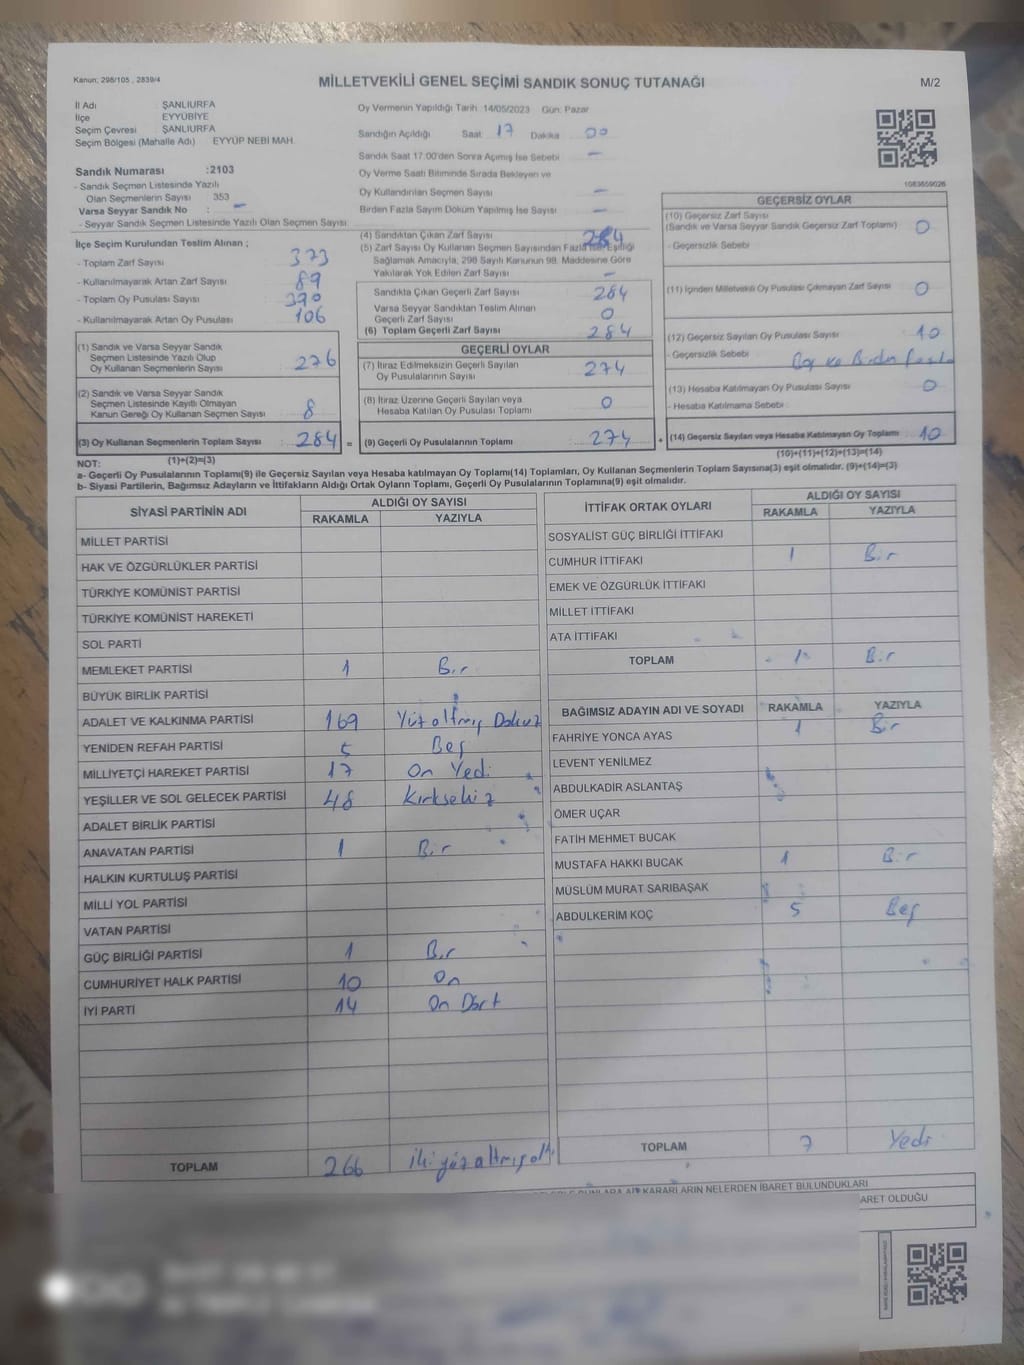 Kanun; 298/105 , 2839/4
MİLLETVEKİLİ GENEL SEÇİMİ SANDIK SONUÇ TUTANAĞI
M/2
İl Adı : ŞANLIURFA
İlçe EYYÜBİYE
Seçim Çevresi : ŞANLIURFA
Seçim Bölgesi (Mahalle Adı) EYYÜP NEBİ MAH.
Sandık Numarası :2103
- Sandık Seçmen Listesinde Yazılı
Olan Seçmenlerin Sayısı : 353
Varsa Seyyar Sandık No : -
- Seyyar Sandık Seçmen Listesinde Yazılı Olan Seçmen Sayısı:
Oy Vermenin Yapıldığı Tarih: 14/05/2023 Gün: Pazar
Sandığın Açıldığı Saat: 17 Dakika : 00
Sandık Saat 17:00'den Sonra Açımış İse Sebebi : -
Oy Verme Saati Bitiminde Sırada Bekleyen ve
Oy Kullandırılan Seçmen Sayısı : -
Birden Fazla Sayım Döküm Yapılmış İse Sayısı : -
1083659026
İlçe Seçim Kurulundan Teslim Alınan ;
- Toplam Zarf Sayısı : 373
- Kullanılmayarak Artan Zarf Sayısı : 89
- Toplam Oy Pusulası Sayısı : 390
- Kullanılmayarak Artan Oy Pusulası : 106
(1) Sandık ve Varsa Seyyar Sandık
Seçmen Listesinde Yazılı Olup
Oy Kullanan Seçmenlerin Sayısı : 276
(2) Sandık ve Varsa Seyyar Sandık
Seçmen Listesinde Kayıtlı Olmayan
Kanun Gereği Oy Kullanan Seçmen Sayısı : 8
(3) Oy Kullanan Seçmenlerin Toplam Sayısı : 284 =
(1)+(2)=(3)
(4) Sandıktan Çıkan Zarf Sayısı : 284
(5) Zarf Sayısı Oy Kullanan Seçmen Sayısından Fazla İse, Eşitliği
Sağlamak Amacıyla, 298 Sayılı Kanunun 98. Maddesine Göre
Yakılarak Yok Edilen Zarf Sayısı : -
Sandıkta Çıkan Geçerli Zarf Sayısı : 284
Varsa Seyyar Sandıktan Teslim Alınan
Geçerli Zarf Sayısı : 0
(6) Toplam Geçerli Zarf Sayısı : 284
GEÇERLİ OYLAR
(7) İtiraz Edilmeksizin Geçerli Sayılan
Oy Pusulalarının Sayısı : 274
(8) İtiraz Üzerine Geçerli Sayılan veya
Hesaba Katılan Oy Pusulası Toplamı : 0
(9) Geçerli Oy Pusulalarının Toplamı : 274 +
GEÇERSİZ OYLAR
(10) Geçersiz Zarf Sayısı
(Sandık ve Varsa Seyyar Sandık Geçersiz Zarf Toplamı) : 0
- Geçersizlik Sebebi :
(11) İçinden Milletvekili Oy Pusulası Çıkmayan Zarf Sayısı : 0
(12) Geçersiz Sayılan Oy Pusulası Sayısı : 10
- Geçersizlik Sebebi : ve Birden fazla
(13) Hesaba Katılmayan Oy Pusulası Sayısı : 0
- Hesaba Katılmama Sebebi :
(14) Geçersiz Sayılan veya Hesaba Katılmayan Oy Toplamı : 10
(10)+(11)+(12)+(13)=(14)
NOT:
a- Geçerli Oy Pusulalarının Toplamı(9) ile Geçersiz Sayılan veya Hesaba katılmayan Oy Toplamı(14) Toplamları, Oy Kullanan Seçmenlerin Toplam Sayısına(3) eşit olmalıdır. (9)+(14)=(3)
b- Siyasi Partilerin, Bağımsız Adayların ve İttifakların Aldığı Ortak Oyların Toplamı, Geçerli Oy Pusulalarının Toplamına(9) eşit olmalıdır.
SİYASİ PARTİNİN ADI ALDIĞI OY SAYISI
RAKAMLA YAZIYLA
MİLLET PARTİSİ
HAK VE ÖZGÜRLÜKLER PARTİSİ
TÜRKİYE KOMÜNİST PARTİSİ
TÜRKİYE KOMÜNİST HAREKETİ
SOL PARTİ
MEMLEKET PARTİSİ 1 Bir
BÜYÜK BİRLİK PARTİSİ
ADALET VE KALKINMA PARTİSİ 169 Yüzaltmış Dokuz
YENİDEN REFAH PARTİSİ 5 Beş
MİLLİYETÇİ HAREKET PARTİSİ 17 On Yedi
YEŞİLLER VE SOL GELECEK PARTİSİ 48 Kırksekiz
ADALET BİRLİK PARTİSİ
ANAVATAN PARTİSİ 1 Bir
HALKIN KURTULUŞ PARTİSİ
MİLLİ YOL PARTİSİ
VATAN PARTİSİ
GÜÇ BİRLİĞİ PARTİSİ 1 Bir
CUMHURİYET HALK PARTİSİ 10 On
İYİ PARTİ 14 On Dört
TOPLAM 266 İkiyüz altmışaltı
İTTİFAK ORTAK OYLARI ALDIĞI OY SAYISI
RAKAMLA YAZIYLA
SOSYALİST GÜÇ BİRLİĞİ İTTİFAKI
CUMHUR İTTİFAKI 1 Bir
EMEK VE ÖZGÜRLÜK İTTİFAKI
MİLLET İTTİFAKI
ATA İTTİFAKI
TOPLAM 1 Bir
BAĞIMSIZ ADAYIN ADI VE SOYADI RAKAMLA YAZIYLA
FAHRİYE YONCA AYAS 1 Bir
LEVENT YENİLMEZ
ABDULKADİR ASLANTAŞ
ÖMER UÇAR
FATİH MEHMET BUCAK
MUSTAFA HAKKI BUCAK 1 Bir
MÜSLÜM MURAT SARIBAŞAK
ABDULKERİM KOÇ 5 Beş
TOPLAM 7 Yedi
KARARLARIN NELERDEN İBARET BULUNDUKLARI
ARET OLDUĞU